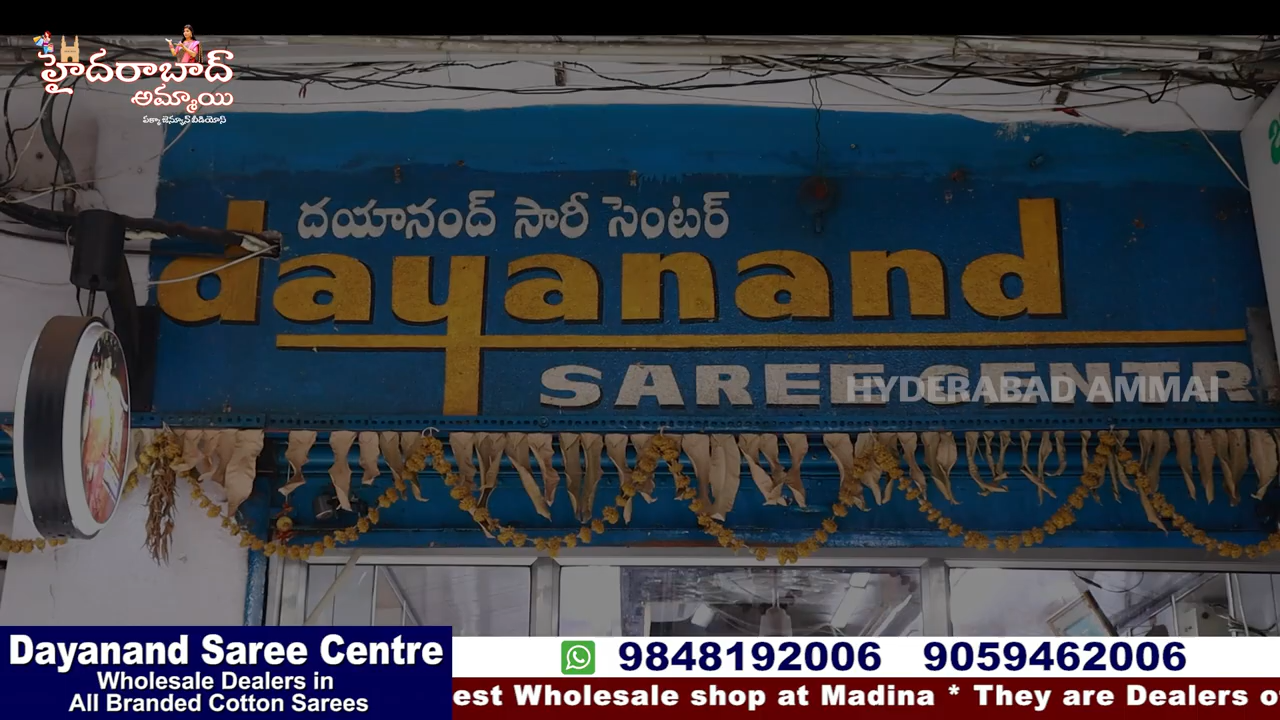 హైదరాబాద్
అమ్మాయి
పక్కా జెన్యూన్ వీడియోస్
దయానంద్ సారీ సెంటర్
dayanand
SAREE CENTR
HYDERABAD AMMAI
Dayanand Saree Centre
Wholesale Dealers in
All Branded Cotton Sarees
9848192006 9059462006
est Wholesale shop at Madina * They are Dealers o